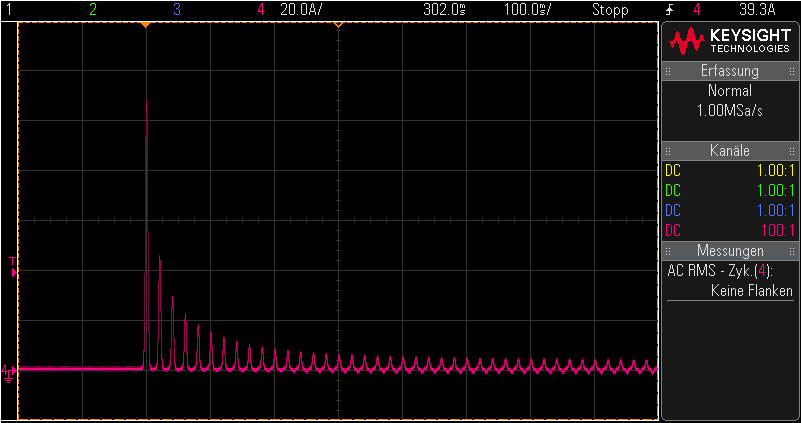 1 2 3 4 20.0A/ 302.0ms 100.0ms/ Stopp 4 39.3A
KEYSIGHT
TECHNOLOGIES
Erfassung
Normal
1.00MSa/s
Kanäle
DC 1.00:1
DC 1.00:1
DC 1.00:1
DC 100:1
Messungen
AC RMS - Zyk.(4):
Keine Flanken
T
4